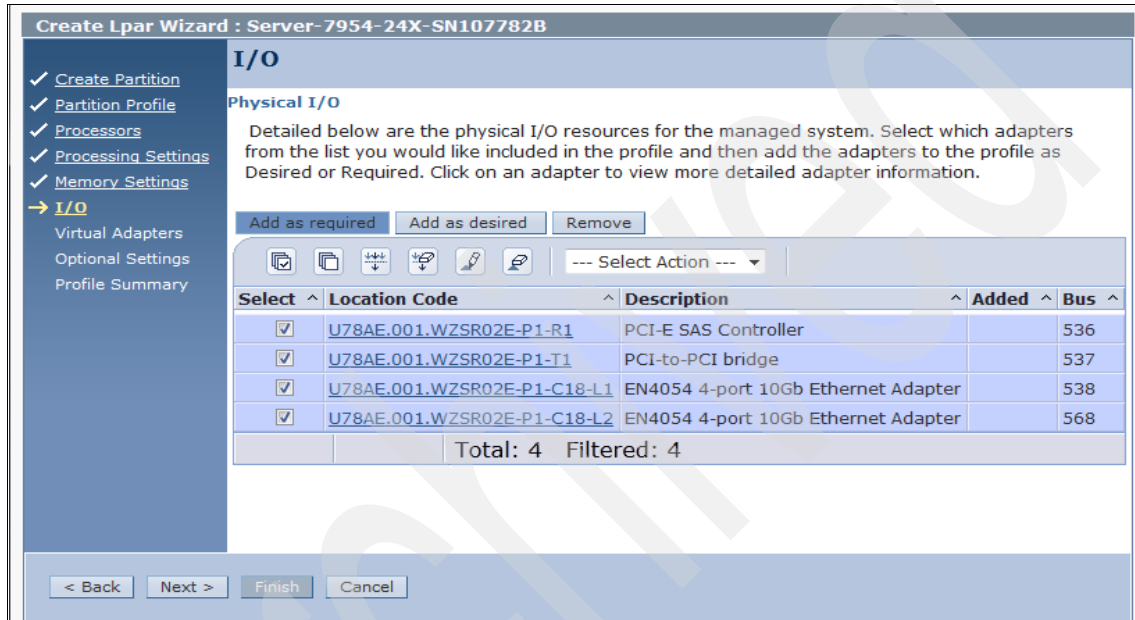 Create Lpar Wizard : Server-7954-24X-SN107782B
Create Partition
Partition Profile
Processors
Processing Settings
Memory Settings
I/O
Virtual Adapters
Optional Settings
Profile Summary
I/O
Physical I/O
Detailed below are the physical I/O resources for the managed system. Select which adapters
from the list you would like included in the profile and then add the adapters to the profile as
Desired or Required. Click on an adapter to view more detailed adapter information.
Add as required Add as desired Remove
--- Select Action ---
Select ^ Location Code ^ Description ^ Added ^ Bus ^
U78AE.001.WZSR02E-P1-R1 PCI-E SAS Controller 536
U78AE.001.WZSR02E-P1-T1 PCI-to-PCI bridge 537
U78AE.001.WZSR02E-P1-C18-L1 EN4054 4-port 10Gb Ethernet Adapter 538
U78AE.001.WZSR02E-P1-C18-L2 EN4054 4-port 10Gb Ethernet Adapter 568
Total: 4 Filtered: 4
< Back Next > Finish Cancel